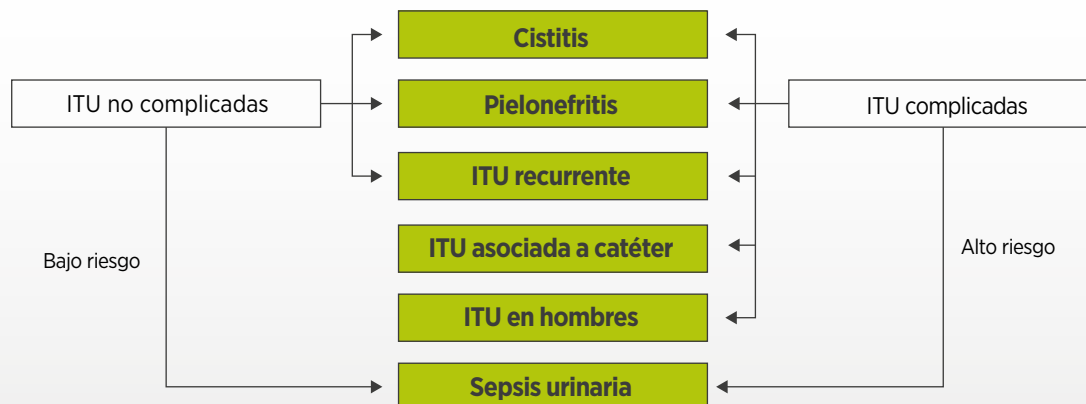 Cistitis
ITU no complicadas
Pielonefritis
ITU complicadas
ITU recurrente
Bajo riesgo
ITU asociada a catéter
Alto riesgo
ITU en hombres
Sepsis urinaria